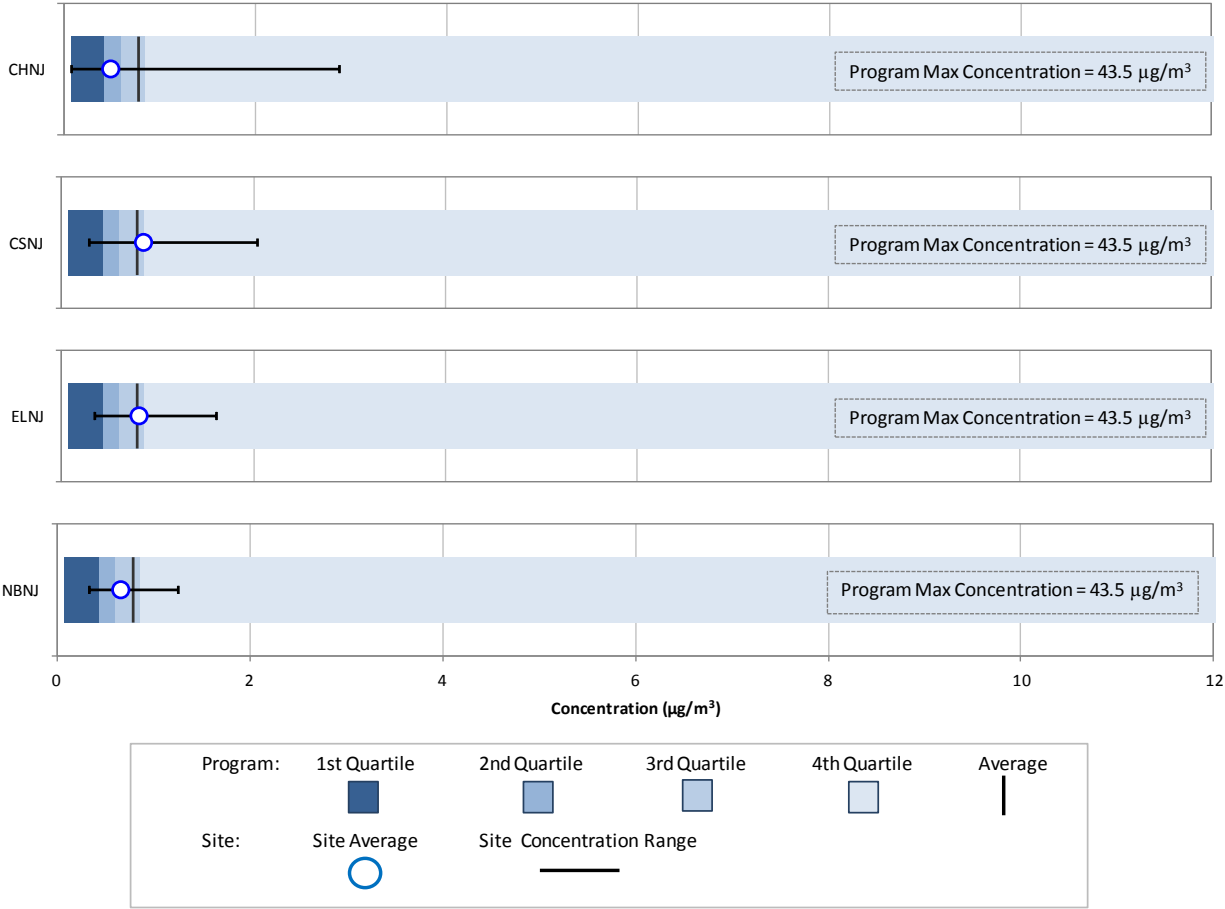 CHNJ
Program Max Concentration = 43.5 μg/m³
CSNJ
Program Max Concentration = 43.5 μg/m³
ELNJ
Program Max Concentration = 43.5 μg/m³
NBNJ
Program Max Concentration = 43.5 μg/m³
0 2 4 6 8 10 12
Concentration (μg/m³)
Program: 1st Quartile 2nd Quartile 3rd Quartile 4th Quartile Average
Site: Site Average Site Concentration Range